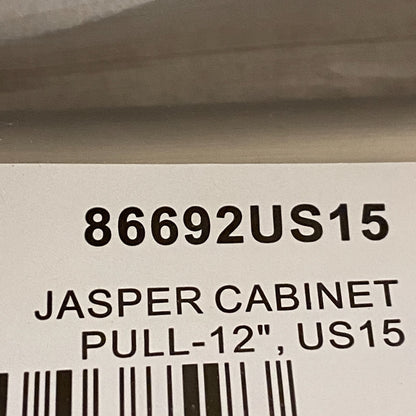 86692US15
JASPER CABINET
PULL-12", US15